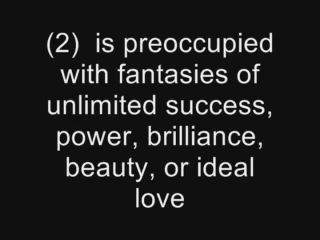 (2)  is preoccupied
with fantasies of
unlimited success,
power, brilliance,
beauty, or ideal
love